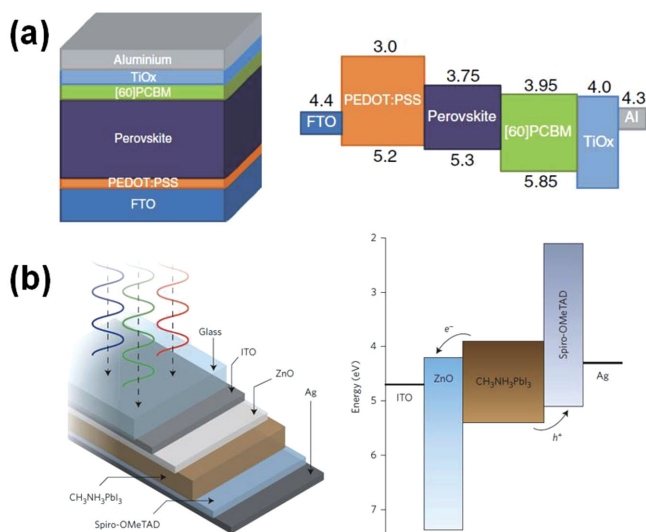 (a)
Aluminium
TiOx
[60]PCBM
Perovskite
PEDOT:PSS
FTO
3.0
3.75
3.95
4.0
4.3
4.4
FTO
PEDOT:PSS
Perovskite
[60]PCBM
TiOx
Al
5.2
5.3
5.85
(b)
Glass
ITO
ZnO
Ag
CH₃NH₃PbI₃
Spiro-OMeTAD
Energy (eV)
2
3
4
5
6
7
ITO
ZnO
e⁻
CH₃NH₃PbI₃
h⁺
Spiro-OMeTAD
Ag